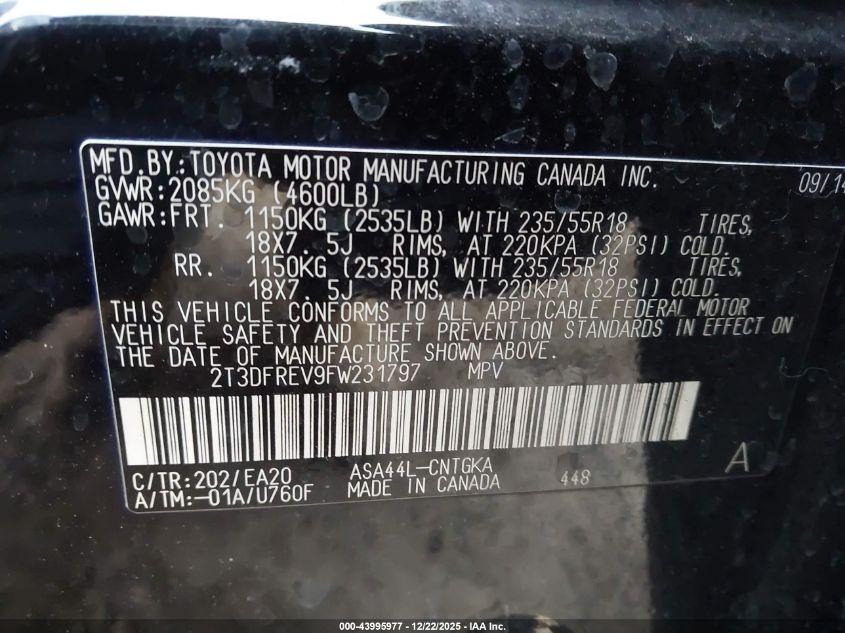 MFD.BY:TOYOTA MOTOR MANUFACTURING CANADA INC. 09/14
GVWR:2085KG (4600LB)
GAWR:FRT. 1150KG (2535LB) WITH 235/55R18 TIRES,
18X7.5J RIMS, AT 220KPA (32PSI) COLD.
RR. 1150KG (2535LB) WITH 235/55R18 TIRES,
18X7.5J RIMS, AT 220KPA (32PSI) COLD.
THIS VEHICLE CONFORMS TO ALL APPLICABLE FEDERAL MOTOR
VEHICLE SAFETY AND THEFT PREVENTION STANDARDS IN EFFECT ON
THE DATE OF MANUFACTURE SHOWN ABOVE.
2T3DFREV9FW231797 MPV
A
C/TR:202/EA20 ASA44L-CNTGKA
A/TM:-01A/U760F MADE IN CANADA 448
000-43995977 - 12/22/2025 - IAA Inc.